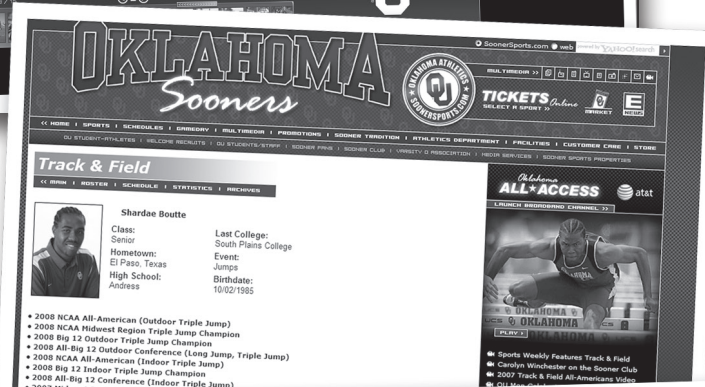 SoonerSports.com web powered by YAHOO! search
OKLAHOMA
Sooners
OKLAHOMA ATHLETICS
OU
SOONERSPORTS.COM
MULTIMEDIA >>
TICKETS Online
SELECT A SPORT
MARKET
E
NEWS
<< HOME | SPORTS | SCHEDULES | GAMEDAY | MULTIMEDIA | PROMOTIONS | SOONER TRADITION | ATHLETICS DEPARTMENT | FACILITIES | CUSTOMER CARE | STORE
OU STUDENT-ATHLETES | WELCOME RECRUITS | OU STUDENTS/STAFF | SOONER FANS | SOONER CLUB | VARSITY O ASSOCIATION | MEDIA SERVICES | SOONER SPORTS PROPERTIES
Track & Field
<< MAIN | ROSTER | SCHEDULE | STATISTICS | ARCHIVES
Shardae Boutte
Class:
Senior
Hometown:
El Paso, Texas
High School:
Andress
Last College:
South Plains College
Event:
Jumps
Birthdate:
10/02/1985
• 2008 NCAA All-American (Outdoor Triple Jump)
• 2008 NCAA Midwest Region Triple Jump Champion
• 2008 Big 12 Outdoor Triple Jump Champion
• 2008 All-Big 12 Outdoor Conference (Long Jump, Triple Jump)
• 2008 NCAA All-American (Indoor Triple Jump)
• 2008 Big 12 Indoor Triple Jump Champion
• 2008 All-Big 12 Conference (Indoor Triple Jump)
Oklahoma
ALL★ACCESS
at&t
LAUNCH BROADBAND CHANNEL >>
OKLAHOMA
PLAY
Sports Weekly Features Track & Field
Carolyn Winchester on the Sooner Club
2007 Track & Field All-Americans Video